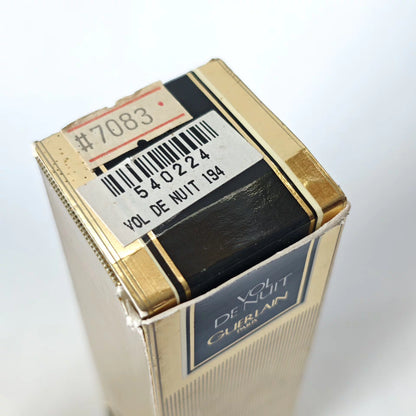 #7083
540224
VOL DE NUIT 194
VOL
DE NUIT
GUERLAIN
PARIS